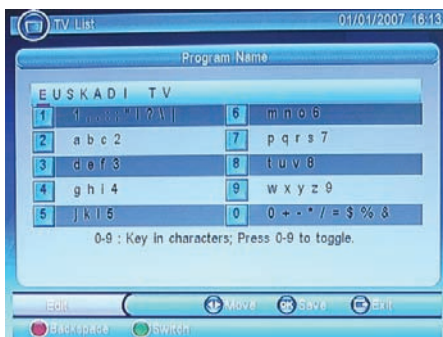 TV List 01/01/2007 16:13
Program Name
EUSKADI TV
1 6 m n o 6
2 a b c 2 7 p q r s 7
3 d e f 3 8 t u v 8
4 g h i 4 9 w x y z 9
5 j k l 5 0 0 + - * / = $ % &
0-9 : Key in characters; Press 0-9 to toggle.
Edit Move OK Save Exit
Backspace Switch